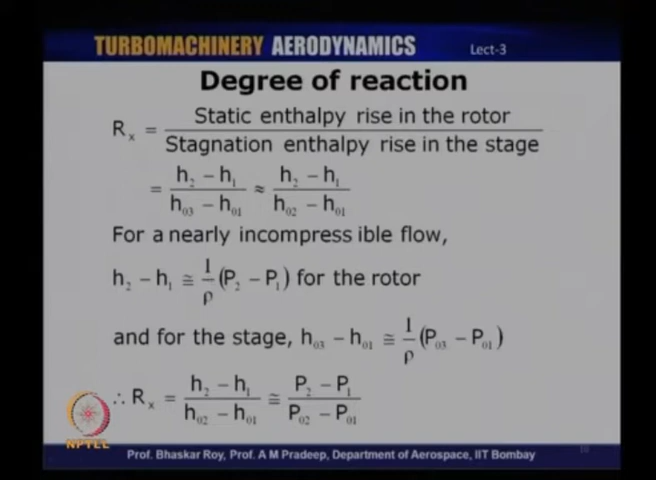 TURBOMACHINERY AERODYNAMICS Lect-3
Degree of reaction
Rₓ = Static enthalpy rise in the rotor / Stagnation enthalpy rise in the stage
= (h₂ − h₁) / (h₀₃ − h₀₁) ≈ (h₂ − h₁) / (h₀₂ − h₀₁)
For a nearly incompress ible flow,
h₂ − h₁ ≅ 1/ρ (P₂ − P₁) for the rotor
and for the stage, h₀₃ − h₀₁ ≅ 1/ρ (P₀₃ − P₀₁)
∴ Rₓ = (h₂ − h₁) / (h₀₂ − h₀₁) ≅ (P₂ − P₁) / (P₀₂ − P₀₁)
NPTEL
Prof. Bhaskar Roy, Prof. A M Pradeep, Department of Aerospace, IIT Bombay